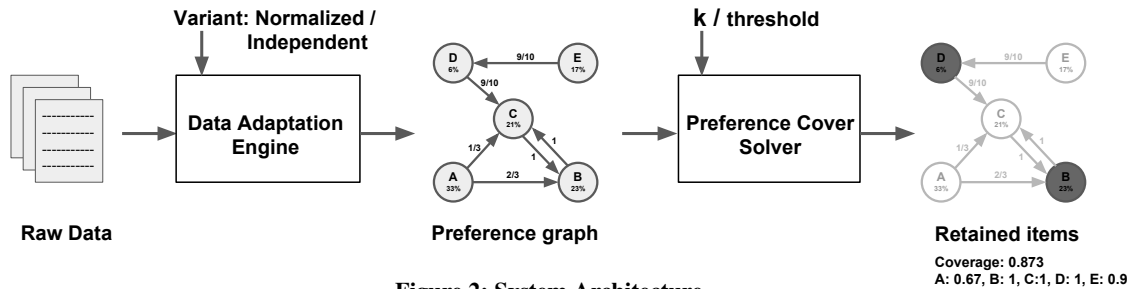 Variant: Normalized /
Independent
k / threshold
D
6%
9/10
E
17%
9/10
C
21%
1/3
1
1
A
33%
2/3
B
23%
Data Adaptation
Engine
Preference Cover
Solver
D
6%
9/10
E
17%
9/10
C
21%
1/3
1
1
A
33%
2/3
B
23%
Raw Data
Preference graph
Retained items
Coverage: 0.873
A: 0.67, B: 1, C:1, D: 1, E: 0.9
Figure 2: System Architecture